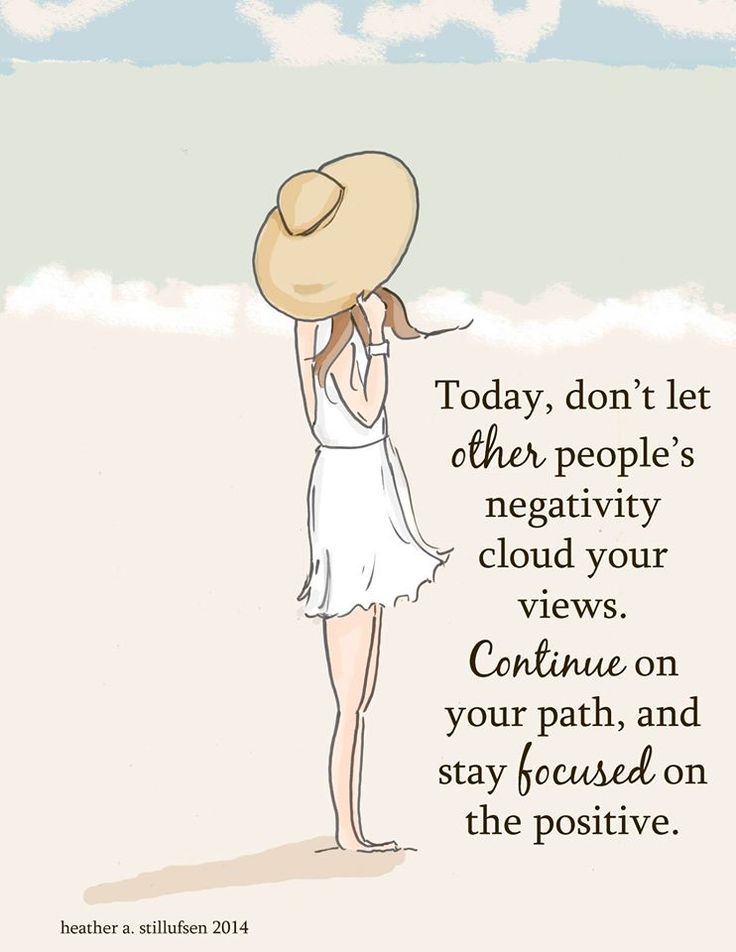 Today, don't let
other people's
negativity
cloud your
views.
Continue on
your path, and
stay focused on
the positive.
heather a. stillufsen 2014